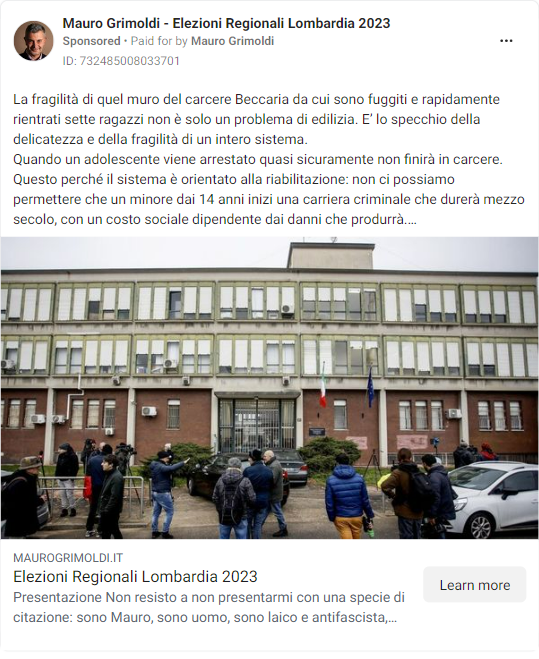 Mauro Grimoldi - Elezioni Regionali Lombardia 2023
Sponsored • Paid for by Mauro Grimoldi
ID: 732485008033701
La fragilità di quel muro del carcere Beccaria da cui sono fuggiti e rapidamente
rientrati sette ragazzi non è solo un problema di edilizia. E’ lo specchio della
delicatezza e della fragilità di un intero sistema.
Quando un adolescente viene arrestato quasi sicuramente non finirà in carcere.
Questo perché il sistema è orientato alla riabilitazione: non ci possiamo
permettere che un minore dai 14 anni inizi una carriera criminale che durerà mezzo
secolo, con un costo sociale dipendente dai danni che produrrà....
MAUROGRIMOLDI.IT
Elezioni Regionali Lombardia 2023
Presentazione Non resisto a non presentarmi con una specie di
citazione: sono Mauro, sono uomo, sono laico e antifascista,...
Learn more